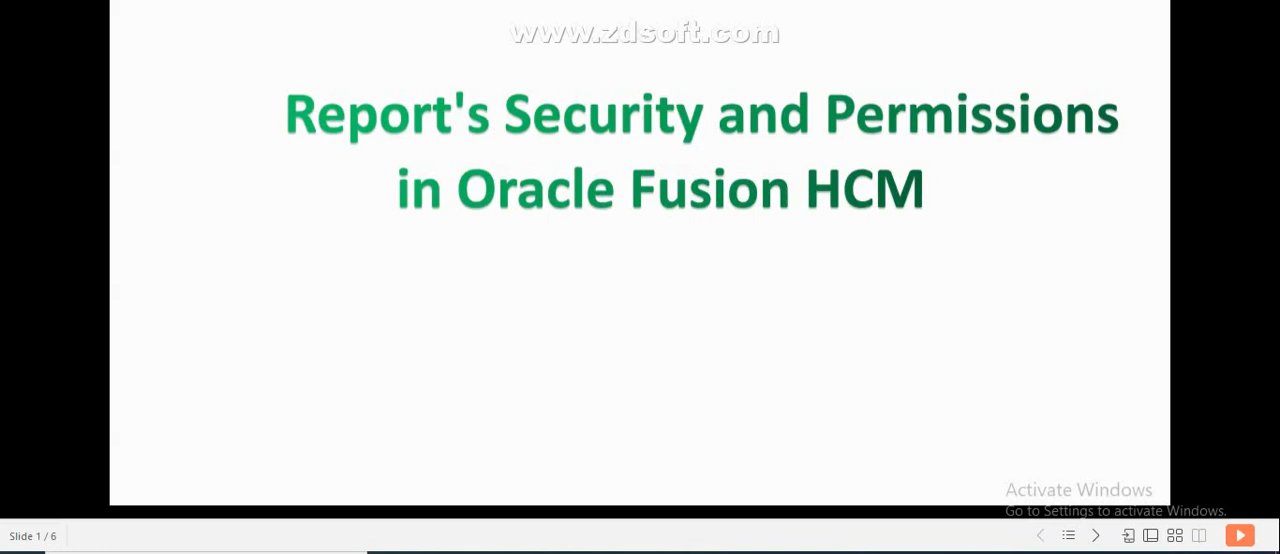 www.zdsoft.com
Report's Security and Permissions
in Oracle Fusion HCM
Activate Windows
Go to Settings to activate Windows.
Slide 1 / 6